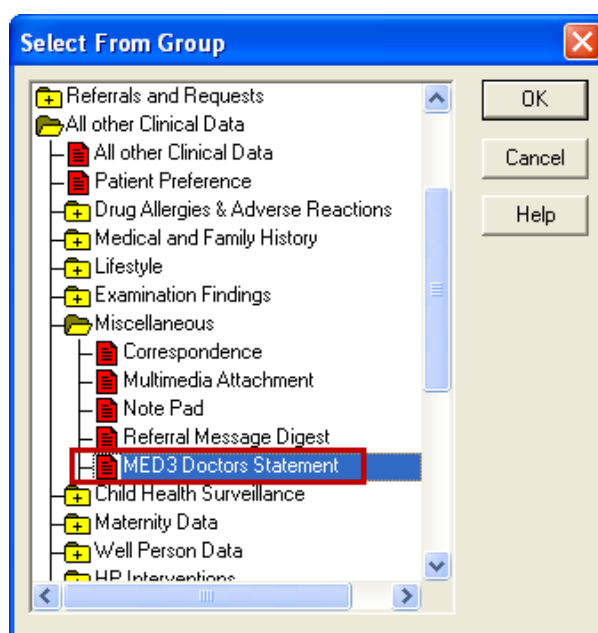 Select From Group
Referrals and Requests
All other Clinical Data
All other Clinical Data
Patient Preference
Drug Allergies & Adverse Reactions
Medical and Family History
Lifestyle
Examination Findings
Miscellaneous
Correspondence
Multimedia Attachment
Note Pad
Referral Message Digest
MED3 Doctors Statement
Child Health Surveillance
Maternity Data
Well Person Data
HP Interventions
OK
Cancel
Help